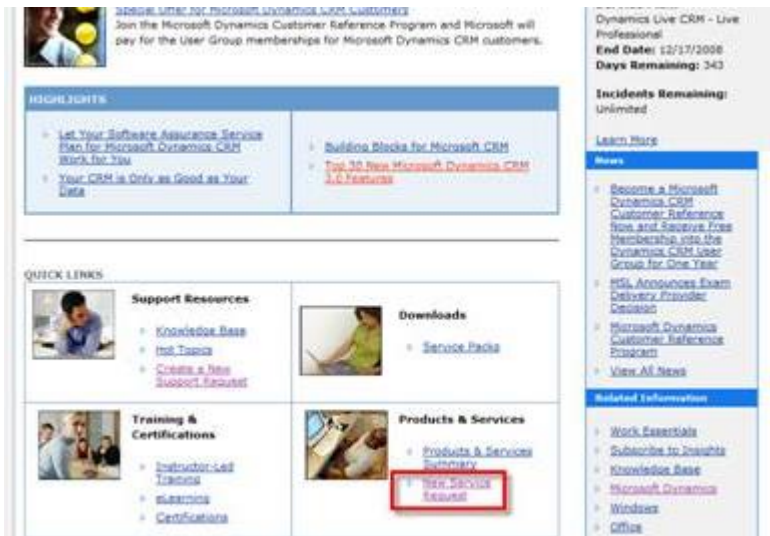 Special Offer for Microsoft Dynamics CRM Customers
Join the Microsoft Dynamics Customer Reference Program and Microsoft will
pay for the User Group memberships for Microsoft Dynamics CRM customers.
HIGHLIGHTS
Let Your Software Assurance Service
Plan for Microsoft Dynamics CRM
Work for You
Your CRM is Only as Good as Your
Data
Building Blocks for Microsoft CRM
Top 30 New Microsoft Dynamics CRM
3.0 Features
QUICK LINKS
Support Resources
Knowledge Base
Hot Topics
Create a New
Support Request
Downloads
Service Packs
Training &
Certifications
Instructor-Led
Training
eLearning
Certifications
Products & Services
Products & Services
Summary
New Service
Request
Dynamics Live CRM - Live
Professional
End Date: 12/17/2008
Days Remaining: 343
Incidents Remaining:
Unlimited
Learn More
News
Become a Microsoft
Dynamics CRM
Customer Reference
Now and Receive Free
Membership into the
Dynamics CRM User
Group for One Year
MSL Announces Exam
Delivery Provider
Decision
Microsoft Dynamics
Customer Reference
Program
View All News
Related Information
Work Essentials
Subscribe to Insights
Knowledge Base
Microsoft Dynamics
Windows
Office